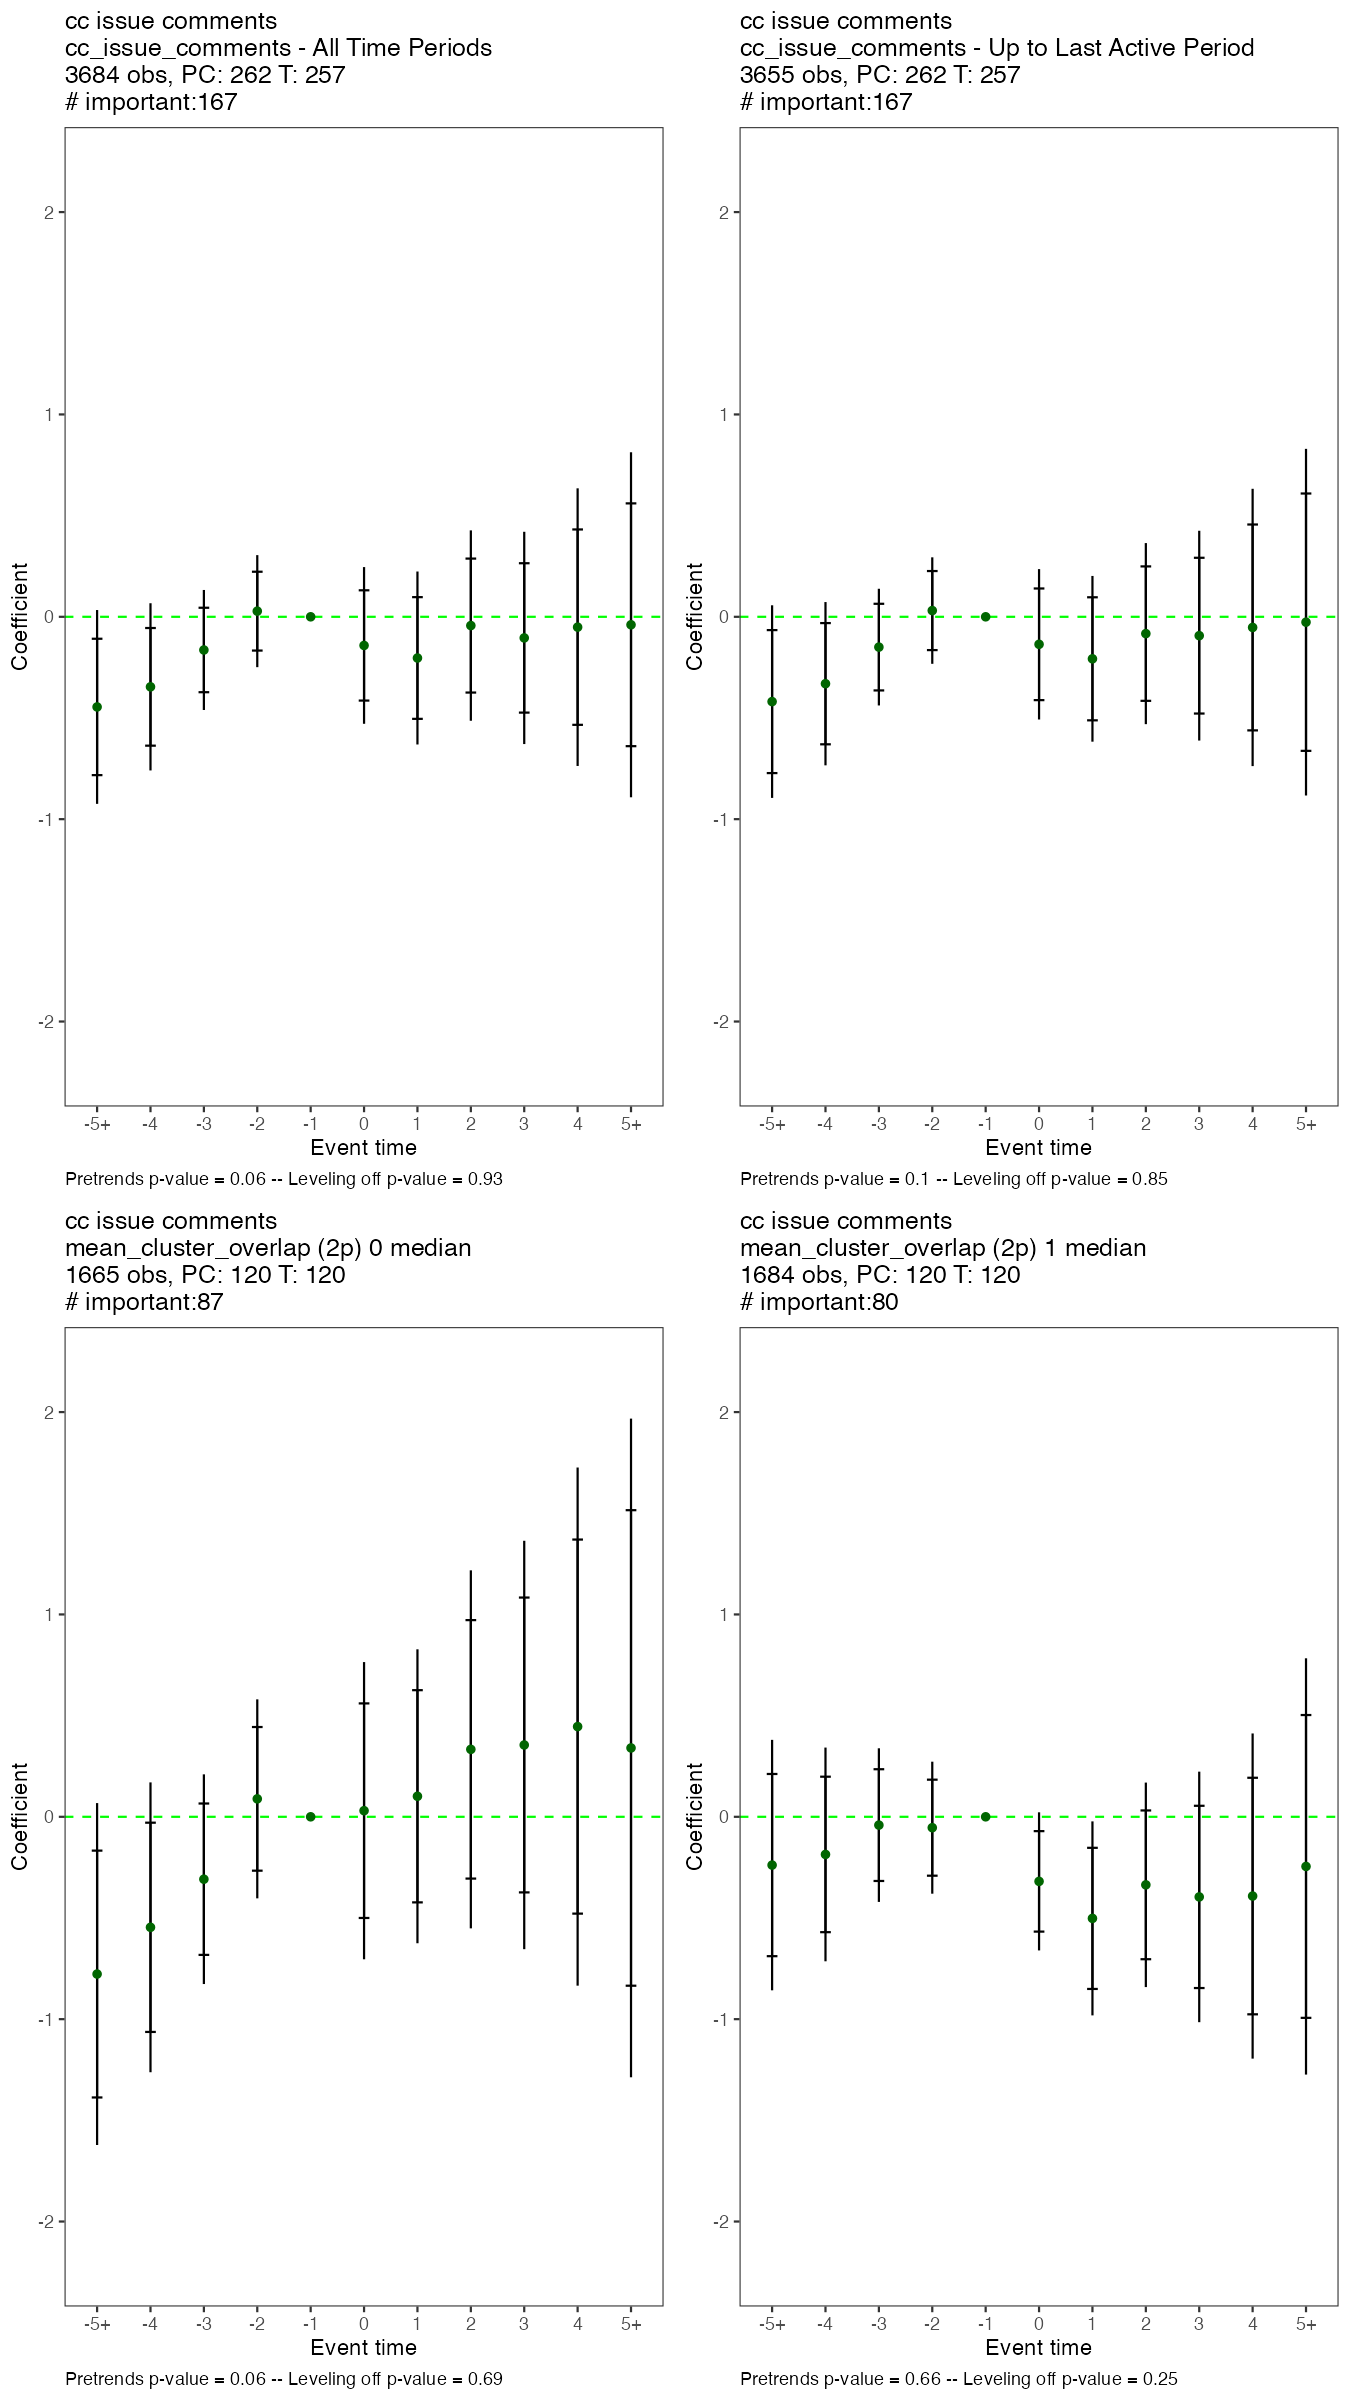 cc issue comments
cc_issue_comments - All Time Periods
3684 obs, PC: 262 T: 257
# important:167
2
1
0
-1
-2
Coefficient
-5+ -4 -3 -2 -1 0 1 2 3 4 5+
Event time
Pretrends p-value = 0.06 -- Leveling off p-value = 0.93
cc issue comments
cc_issue_comments - Up to Last Active Period
3655 obs, PC: 262 T: 257
# important:167
2
1
0
-1
-2
Coefficient
-5+ -4 -3 -2 -1 0 1 2 3 4 5+
Event time
Pretrends p-value = 0.1 -- Leveling off p-value = 0.85
cc issue comments
mean_cluster_overlap (2p) 0 median
1665 obs, PC: 120 T: 120
# important:87
2
1
0
-1
-2
Coefficient
-5+ -4 -3 -2 -1 0 1 2 3 4 5+
Event time
Pretrends p-value = 0.06 -- Leveling off p-value = 0.69
cc issue comments
mean_cluster_overlap (2p) 1 median
1684 obs, PC: 120 T: 120
# important:80
2
1
0
-1
-2
Coefficient
-5+ -4 -3 -2 -1 0 1 2 3 4 5+
Event time
Pretrends p-value = 0.66 -- Leveling off p-value = 0.25